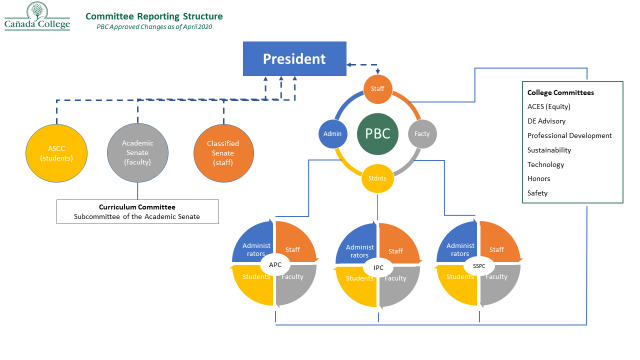 Cañada College
Committee Reporting Structure
PBC Approved Changes as of April 2020
President
Staff
Admin
PBC
Facty
Stdnts
ASCC
(students)
Academic
Senate
(faculty)
Classified
Senate
(staff)
Curriculum Committee
Subcommittee of the Academic Senate
College Committees
ACES (Equity)
DE Advisory
Professional Development
Sustainability
Technology
Honors
Safety
Administ
rators
Staff
APC
Students
Faculty
Administ
rators
Staff
IPC
Students
Faculty
Administ
rators
Staff
SSPC
Students
Faculty